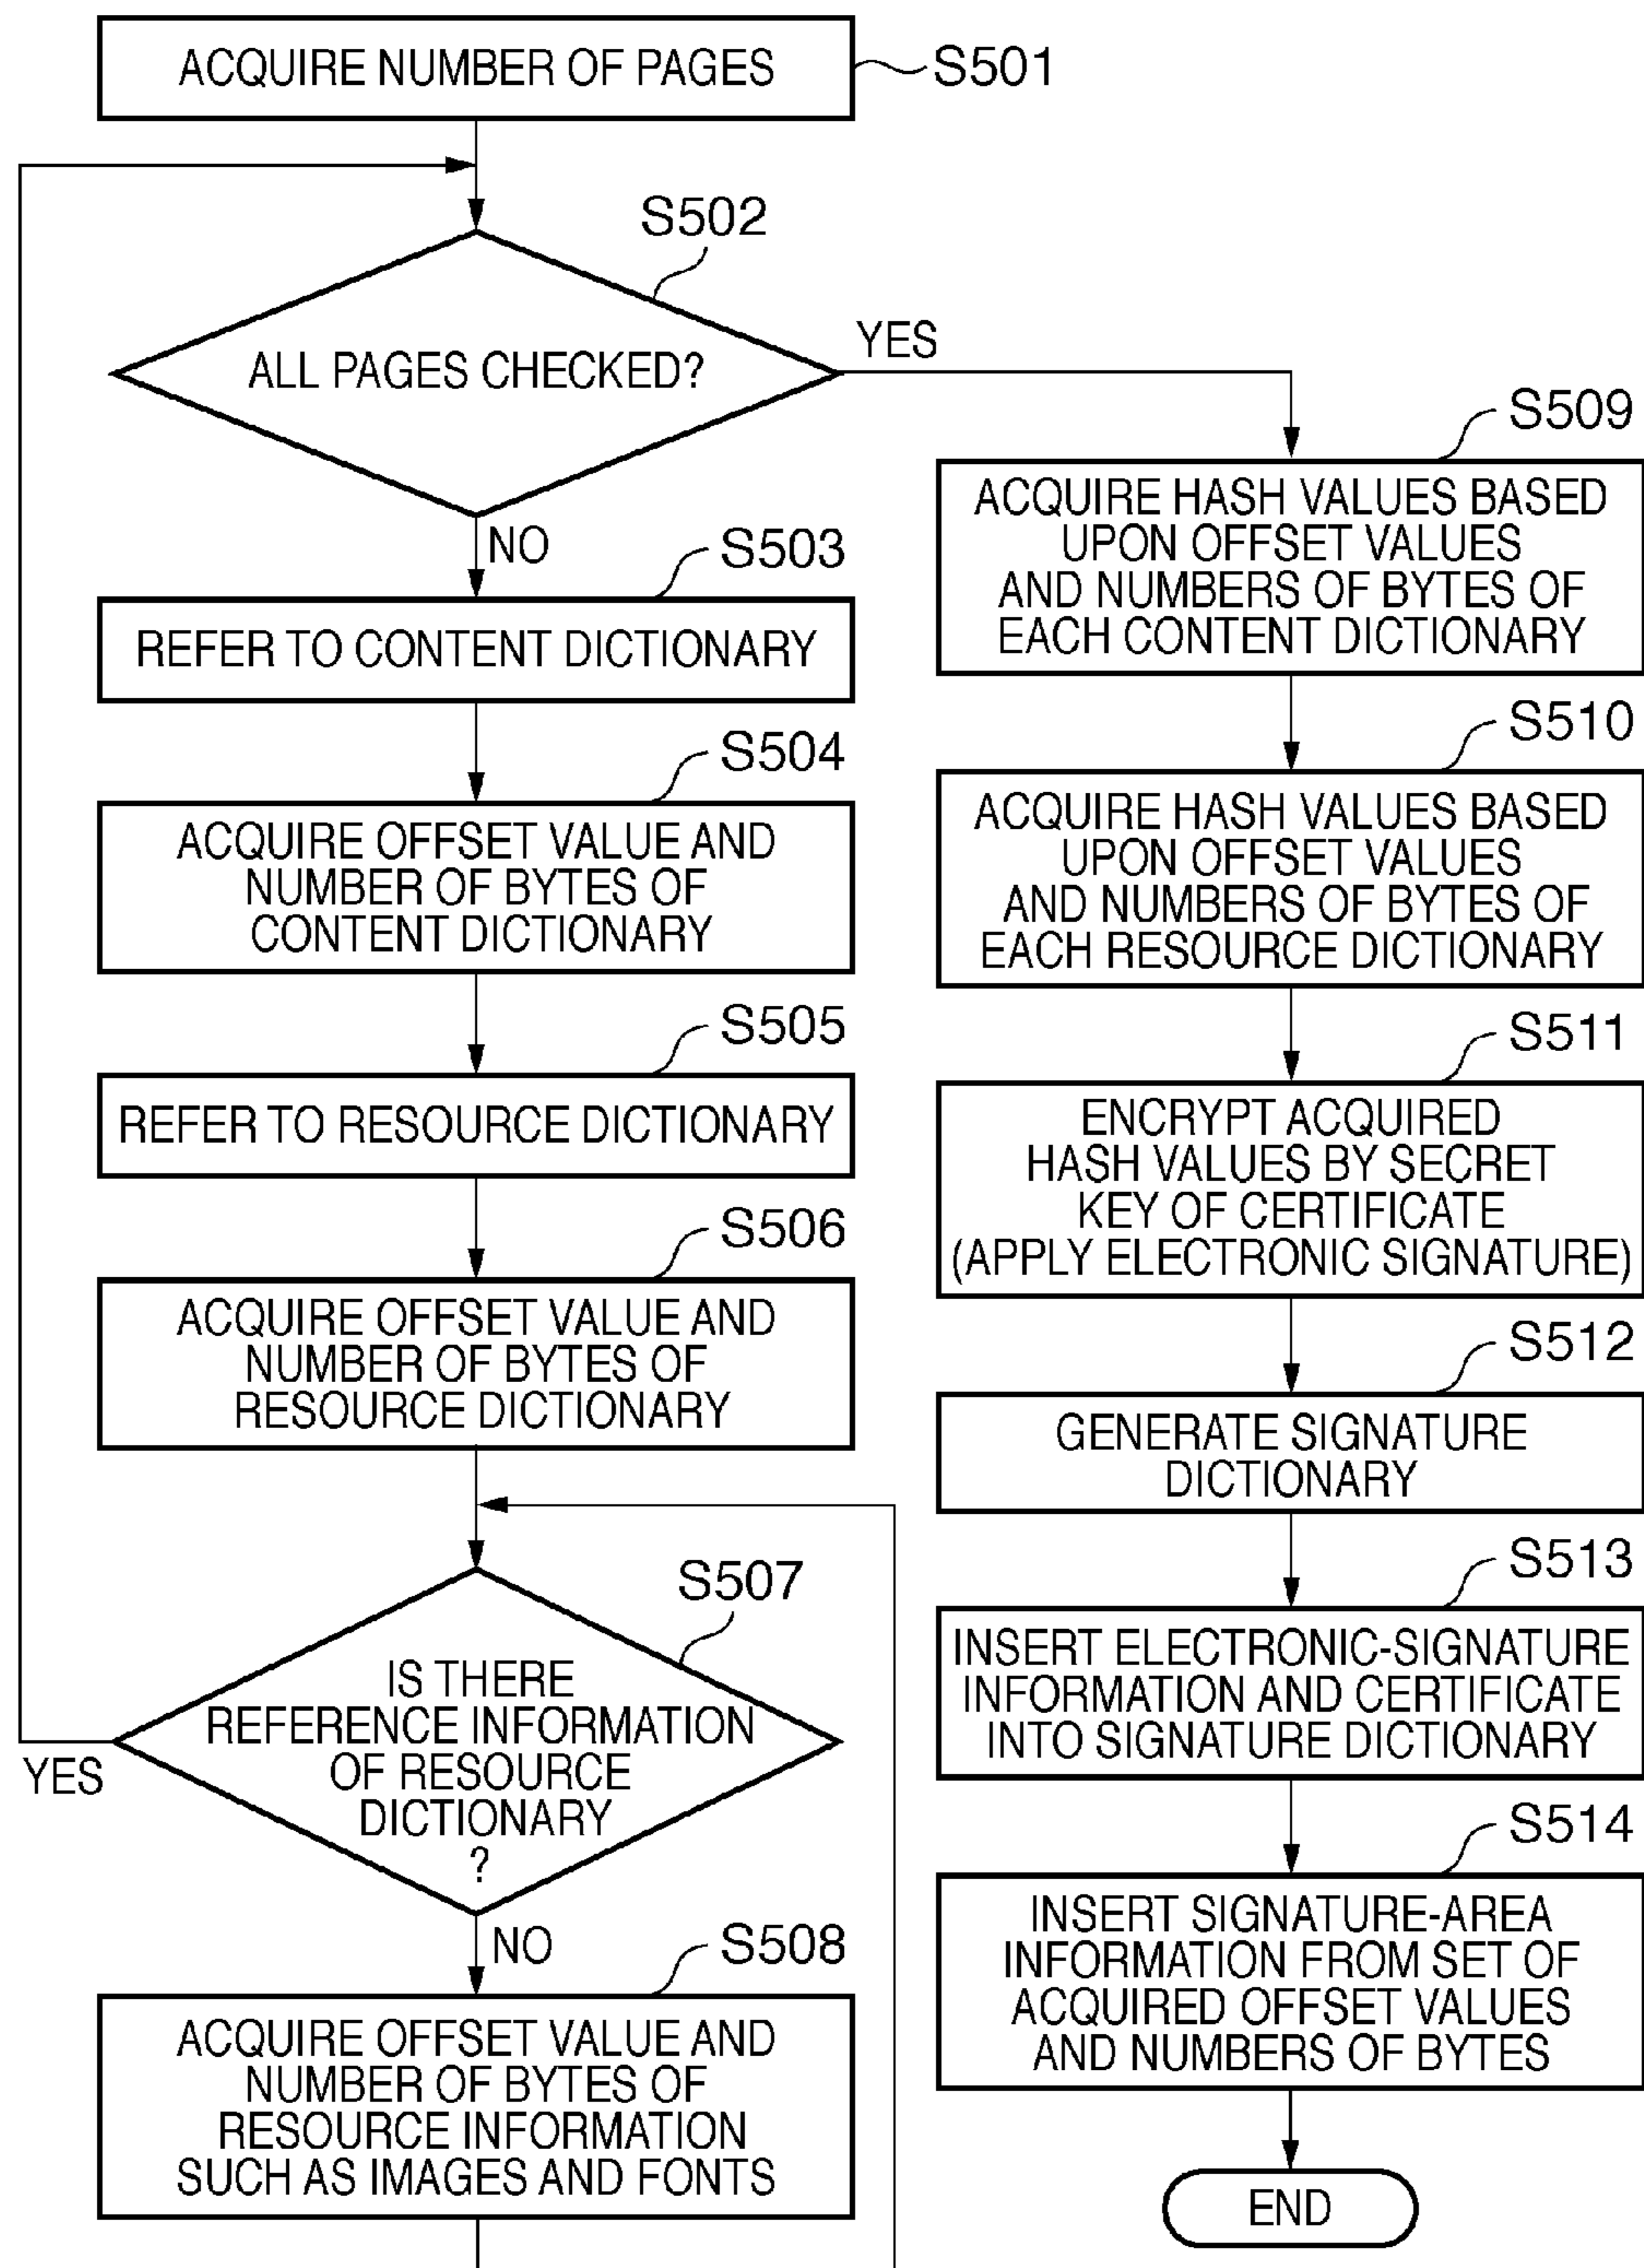 ACQUIRE NUMBER OF PAGES
S501
S502
ALL PAGES CHECKED?
YES
NO
S503
REFER TO CONTENT DICTIONARY
S504
ACQUIRE OFFSET VALUE AND
NUMBER OF BYTES OF
CONTENT DICTIONARY
S505
REFER TO RESOURCE DICTIONARY
S506
ACQUIRE OFFSET VALUE AND
NUMBER OF BYTES OF
RESOURCE DICTIONARY
S507
IS THERE
REFERENCE INFORMATION
OF RESOURCE
DICTIONARY
?
YES
NO
S508
ACQUIRE OFFSET VALUE AND
NUMBER OF BYTES OF
RESOURCE INFORMATION
SUCH AS IMAGES AND FONTS
S509
ACQUIRE HASH VALUES BASED
UPON OFFSET VALUES
AND NUMBERS OF BYTES OF
EACH CONTENT DICTIONARY
S510
ACQUIRE HASH VALUES BASED
UPON OFFSET VALUES
AND NUMBERS OF BYTES OF
EACH RESOURCE DICTIONARY
S511
ENCRYPT ACQUIRED
HASH VALUES BY SECRET
KEY OF CERTIFICATE
(APPLY ELECTRONIC SIGNATURE)
S512
GENERATE SIGNATURE
DICTIONARY
S513
INSERT ELECTRONIC-SIGNATURE
INFORMATION AND CERTIFICATE
INTO SIGNATURE DICTIONARY
S514
INSERT SIGNATURE-AREA
INFORMATION FROM SET OF
ACQUIRED OFFSET VALUES
AND NUMBERS OF BYTES
END